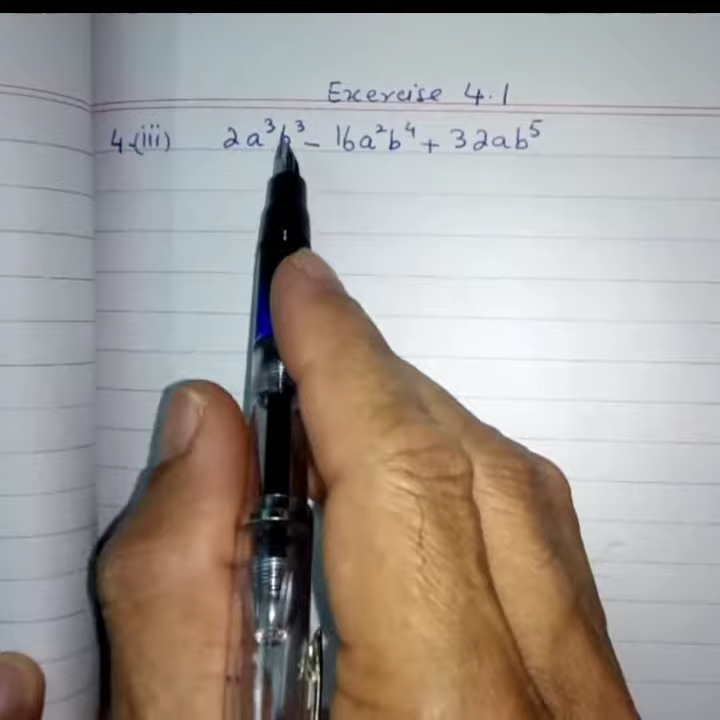 Exercise 4.1
4.(iii) 2a³b³ - 16a²b⁴ + 32ab⁵